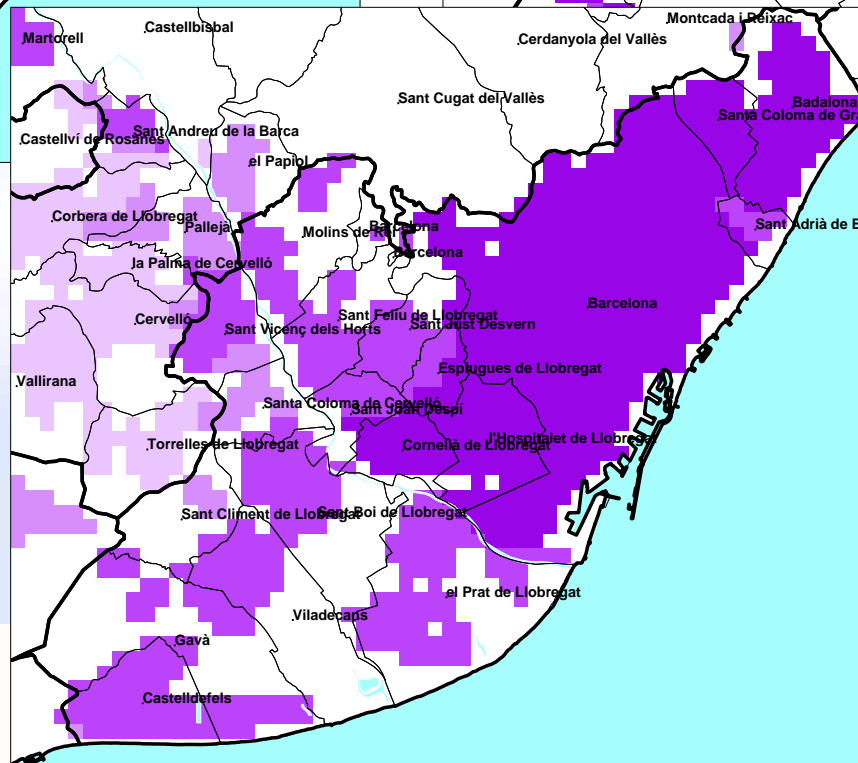 Montcada i Reixac
Castellbisbal
Martorell
Cerdanyola del Vallès
Sant Cugat del Vallès
Badalona
Santa Coloma de Gra
Sant Andreu de la Barca
Castellví de Rosanes
el Papiol
Corbera de Llobregat
Pallejà
Molins de Rei
Barcelona
Sant Adrià de B
Barcelona
la Palma de Cervelló
Barcelona
Cervelló
Sant Feliu de Llobregat
Sant Just Desvern
Sant Vicenç dels Horts
Esplugues de Llobregat
Vallirana
Santa Coloma de Cervelló
Sant Joan Despí
l'Hospitalet de Llobregat
Torrelles de Llobregat
Cornellà de Llobregat
Sant Climent de Llobregat
Sant Boi de Llobregat
el Prat de Llobregat
Viladecans
Gavà
Castelldefels